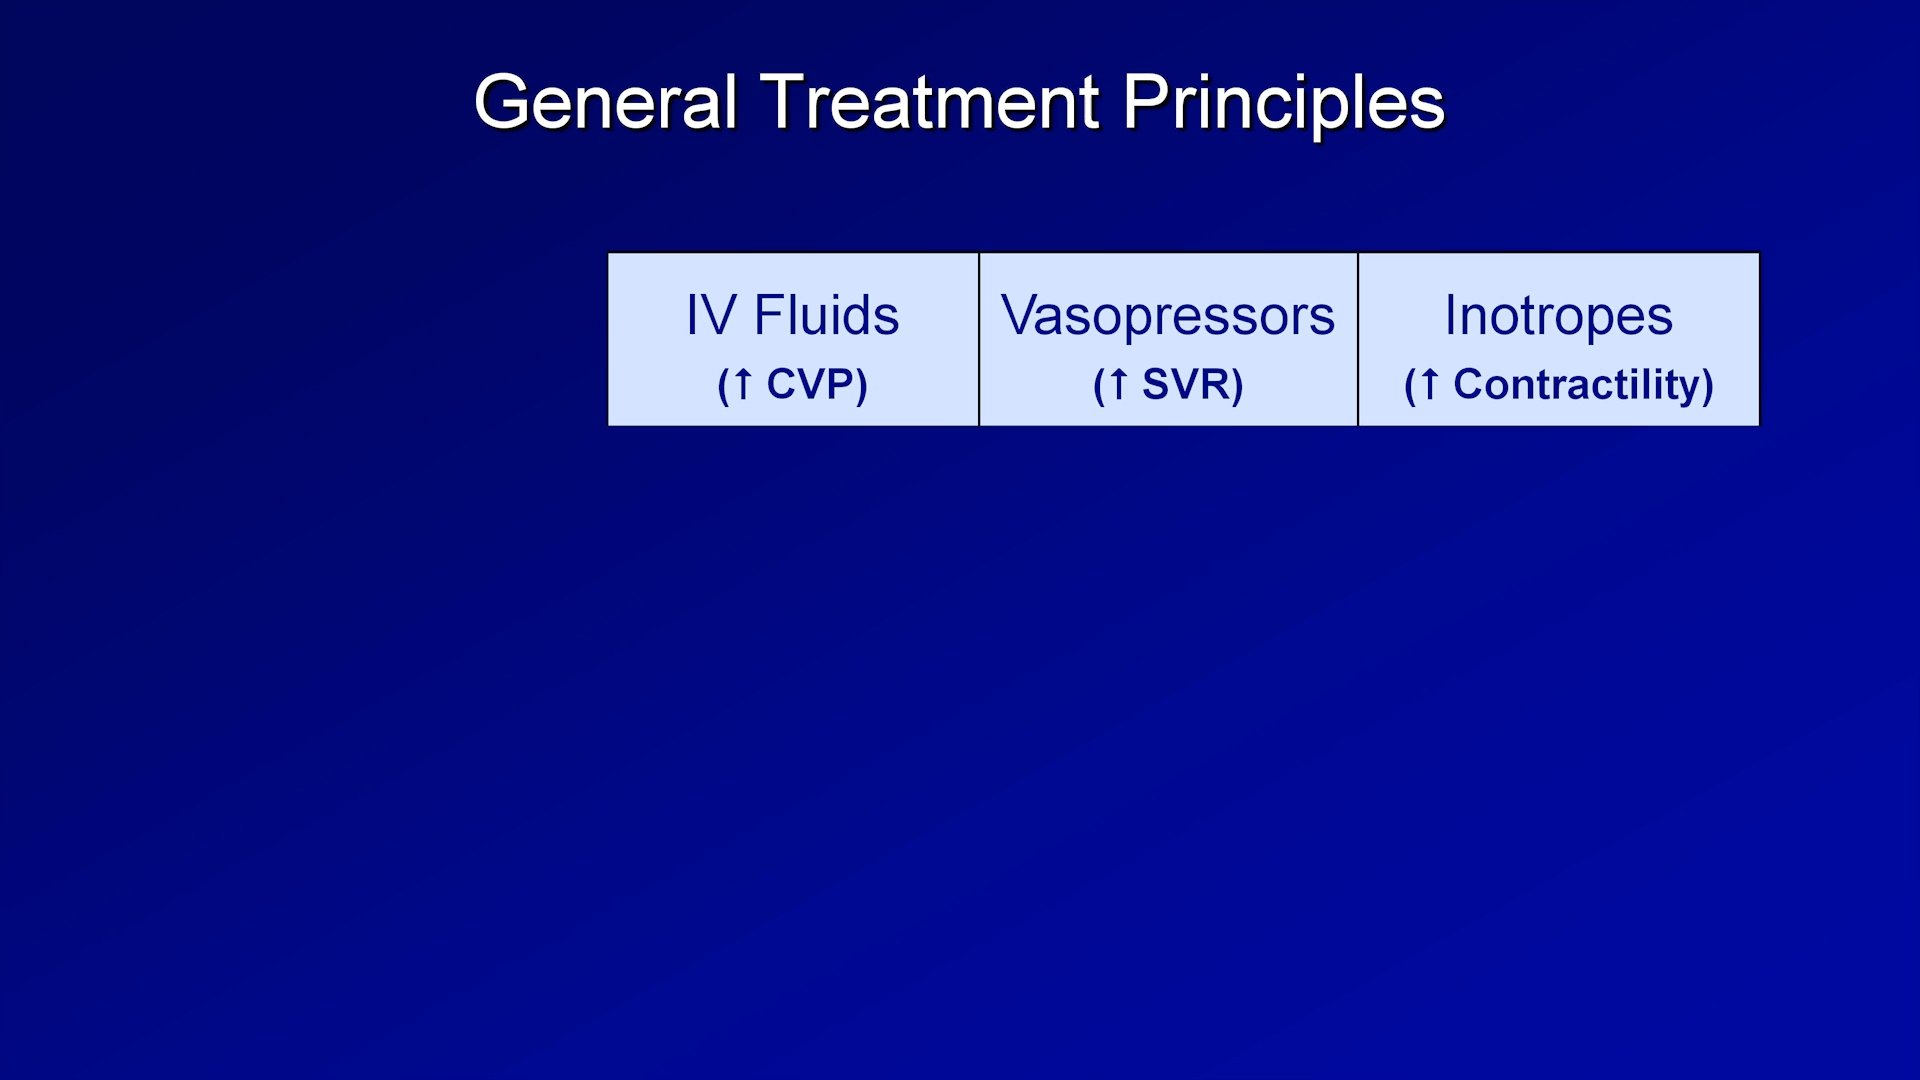 General Treatment Principles
IV Fluids
(↑ CVP)
Vasopressors
(↑ SVR)
Inotropes
(↑ Contractility)